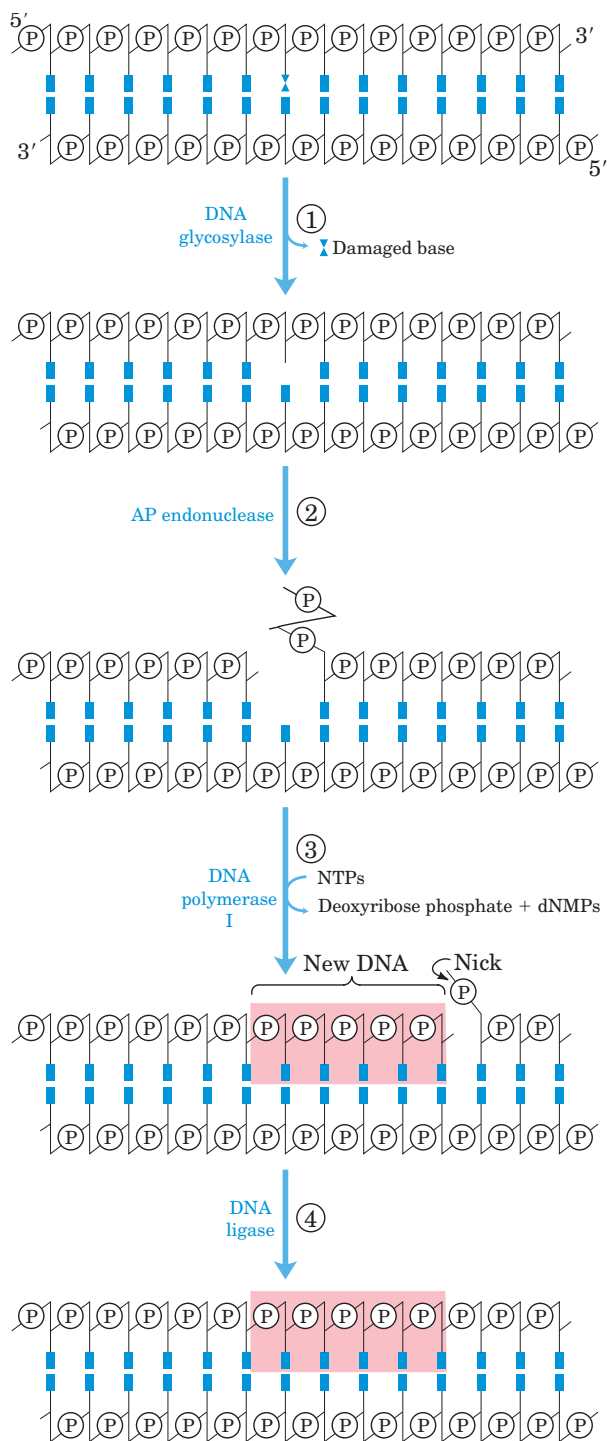 5′
P P P P P P P P P P P P P P 3′
3′ P P P P P P P P P P P P P P
5′
DNA
glycosylase
1
Damaged base
P P P P P P P P P P P P P P
P P P P P P P P P P P P P P
AP endonuclease
2
P
P
P P P P P P P P P P P P
P P P P P P P P P P P P P P
3
DNA
polymerase
I
NTPs
Deoxyribose phosphate + dNMPs
New DNA
Nick
P
P P P P P P P P P P P P P
P P P P P P P P P P P P P P
DNA
ligase
4
P P P P P P P P P P P P P P
P P P P P P P P P P P P P P